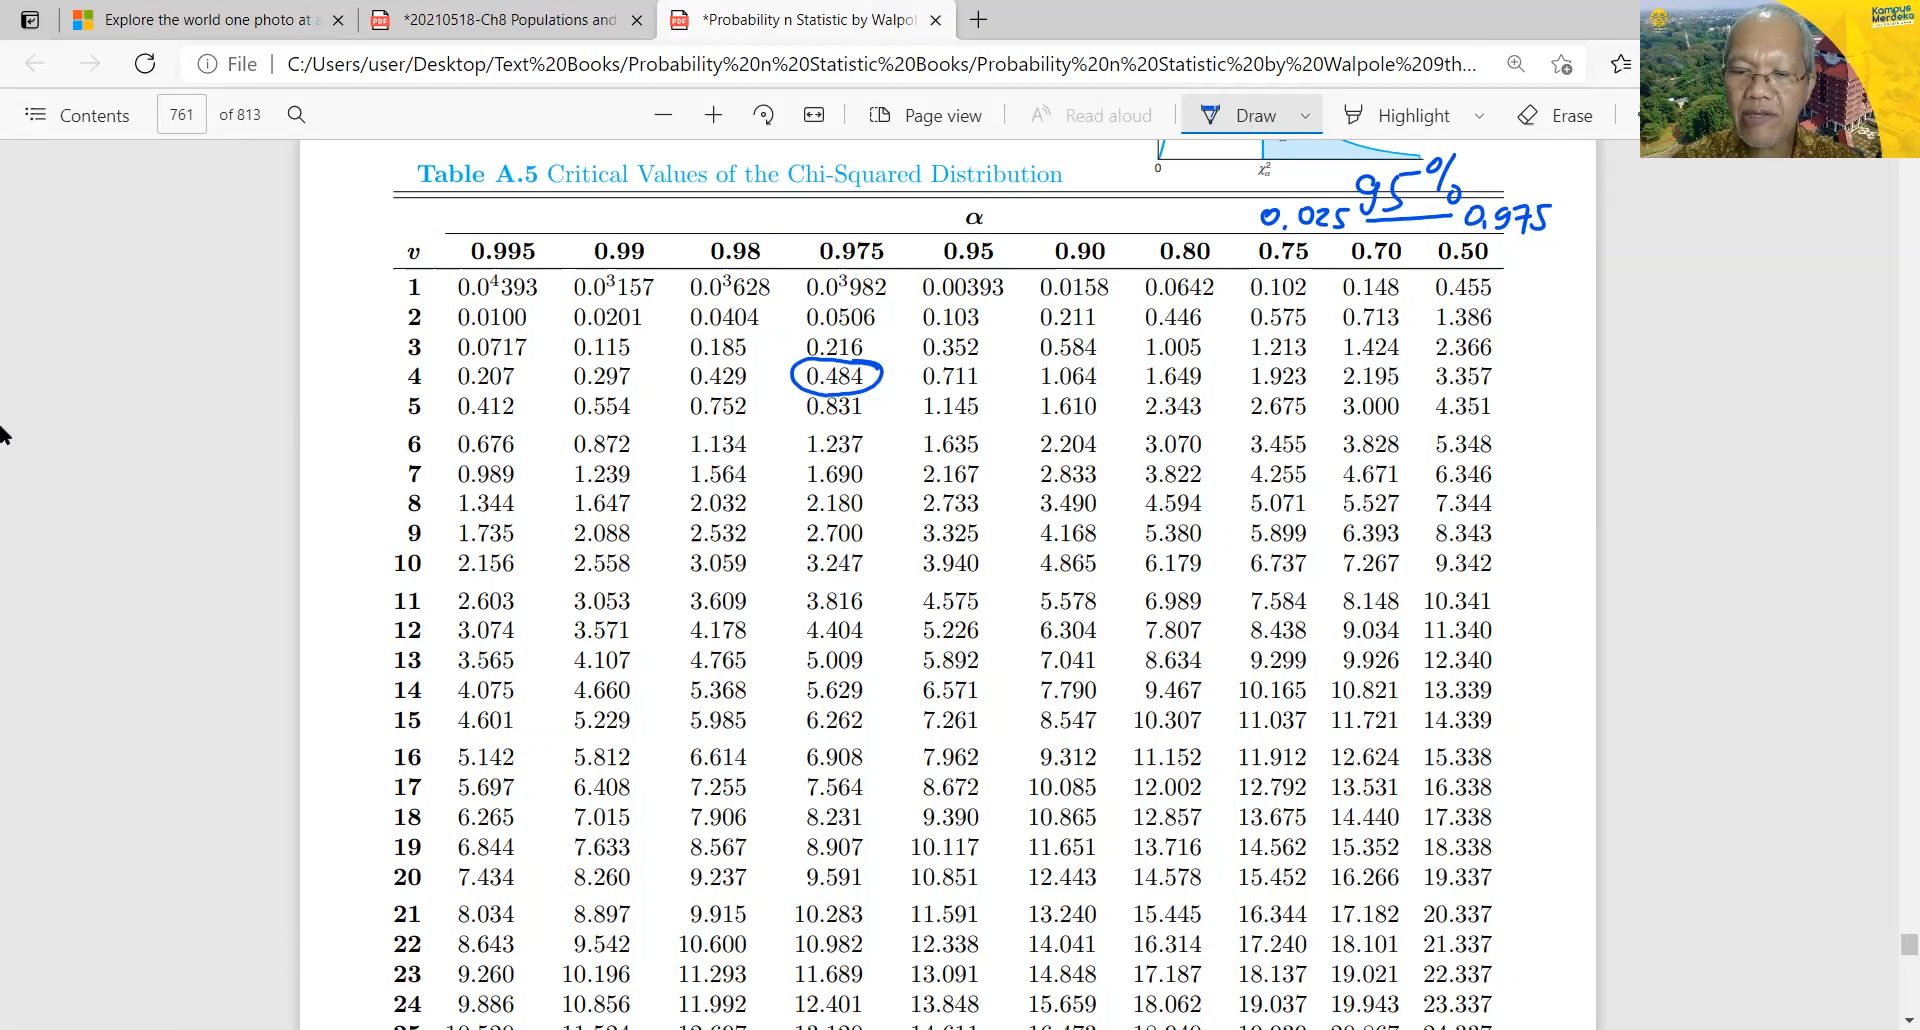 Explore the world one photo at a
*20210518-Ch8 Populations and
*Probability n Statistic by Walpol
File
C:/Users/user/Desktop/Text%20Books/Probability%20n%20Statistic%20Books/Probability%20n%20Statistic%20by%20Walpole%209th...
Kampus Merdeka
Contents 761 of 813 Page view Read aloud Draw Highlight Erase
0 χ²α
Table A.5 Critical Values of the Chi-Squared Distribution
95%
α 0.025 0.975
v 0.995 0.99 0.98 0.975 0.95 0.90 0.80 0.75 0.70 0.50
1 0.0⁴393 0.0³157 0.0³628 0.0³982 0.00393 0.0158 0.0642 0.102 0.148 0.455
2 0.0100 0.0201 0.0404 0.0506 0.103 0.211 0.446 0.575 0.713 1.386
3 0.0717 0.115 0.185 0.216 0.352 0.584 1.005 1.213 1.424 2.366
4 0.207 0.297 0.429 0.484 0.711 1.064 1.649 1.923 2.195 3.357
5 0.412 0.554 0.752 0.831 1.145 1.610 2.343 2.675 3.000 4.351
6 0.676 0.872 1.134 1.237 1.635 2.204 3.070 3.455 3.828 5.348
7 0.989 1.239 1.564 1.690 2.167 2.833 3.822 4.255 4.671 6.346
8 1.344 1.647 2.032 2.180 2.733 3.490 4.594 5.071 5.527 7.344
9 1.735 2.088 2.532 2.700 3.325 4.168 5.380 5.899 6.393 8.343
10 2.156 2.558 3.059 3.247 3.940 4.865 6.179 6.737 7.267 9.342
11 2.603 3.053 3.609 3.816 4.575 5.578 6.989 7.584 8.148 10.341
12 3.074 3.571 4.178 4.404 5.226 6.304 7.807 8.438 9.034 11.340
13 3.565 4.107 4.765 5.009 5.892 7.041 8.634 9.299 9.926 12.340
14 4.075 4.660 5.368 5.629 6.571 7.790 9.467 10.165 10.821 13.339
15 4.601 5.229 5.985 6.262 7.261 8.547 10.307 11.037 11.721 14.339
16 5.142 5.812 6.614 6.908 7.962 9.312 11.152 11.912 12.624 15.338
17 5.697 6.408 7.255 7.564 8.672 10.085 12.002 12.792 13.531 16.338
18 6.265 7.015 7.906 8.231 9.390 10.865 12.857 13.675 14.440 17.338
19 6.844 7.633 8.567 8.907 10.117 11.651 13.716 14.562 15.352 18.338
20 7.434 8.260 9.237 9.591 10.851 12.443 14.578 15.452 16.266 19.337
21 8.034 8.897 9.915 10.283 11.591 13.240 15.445 16.344 17.182 20.337
22 8.643 9.542 10.600 10.982 12.338 14.041 16.314 17.240 18.101 21.337
23 9.260 10.196 11.293 11.689 13.091 14.848 17.187 18.137 19.021 22.337
24 9.886 10.856 11.992 12.401 13.848 15.659 18.062 19.037 19.943 23.337